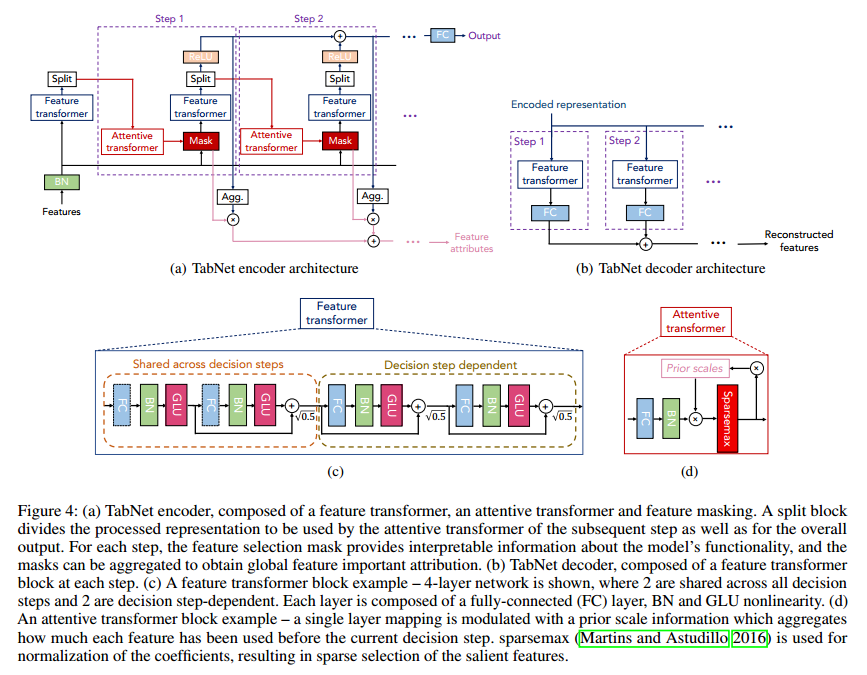 Step 1
Step 2
ReLU
ReLU
...
FC
Output
Split
Split
Split
Feature
transformer
Feature
transformer
Feature
transformer
...
Attentive
transformer
Mask
Attentive
transformer
Mask
BN
Features
Agg.
Agg.
...
Feature
attributes
(a) TabNet encoder architecture
Encoded representation
...
Step 1
Step 2
Feature
transformer
Feature
transformer
...
FC
FC
...
Reconstructed
features
(b) TabNet decoder architecture
Feature
transformer
Shared across decision steps
Decision step dependent
FC
BN
GLU
FC
BN
GLU
+
√0.5
FC
BN
GLU
+
√0.5
FC
BN
GLU
+
√0.5
(c)
Attentive
transformer
Prior scales
FC
BN
Sparsemax
(d)
Figure 4: (a) TabNet encoder, composed of a feature transformer, an attentive transformer and feature masking. A split block
divides the processed representation to be used by the attentive transformer of the subsequent step as well as for the overall
output. For each step, the feature selection mask provides interpretable information about the model's functionality, and the
masks can be aggregated to obtain global feature important attribution. (b) TabNet decoder, composed of a feature transformer
block at each step. (c) A feature transformer block example – 4-layer network is shown, where 2 are shared across all decision
steps and 2 are decision step-dependent. Each layer is composed of a fully-connected (FC) layer, BN and GLU nonlinearity. (d)
An attentive transformer block example – a single layer mapping is modulated with a prior scale information which aggregates
how much each feature has been used before the current decision step. sparsemax (Martins and Astudillo 2016) is used for
normalization of the coefficients, resulting in sparse selection of the salient features.